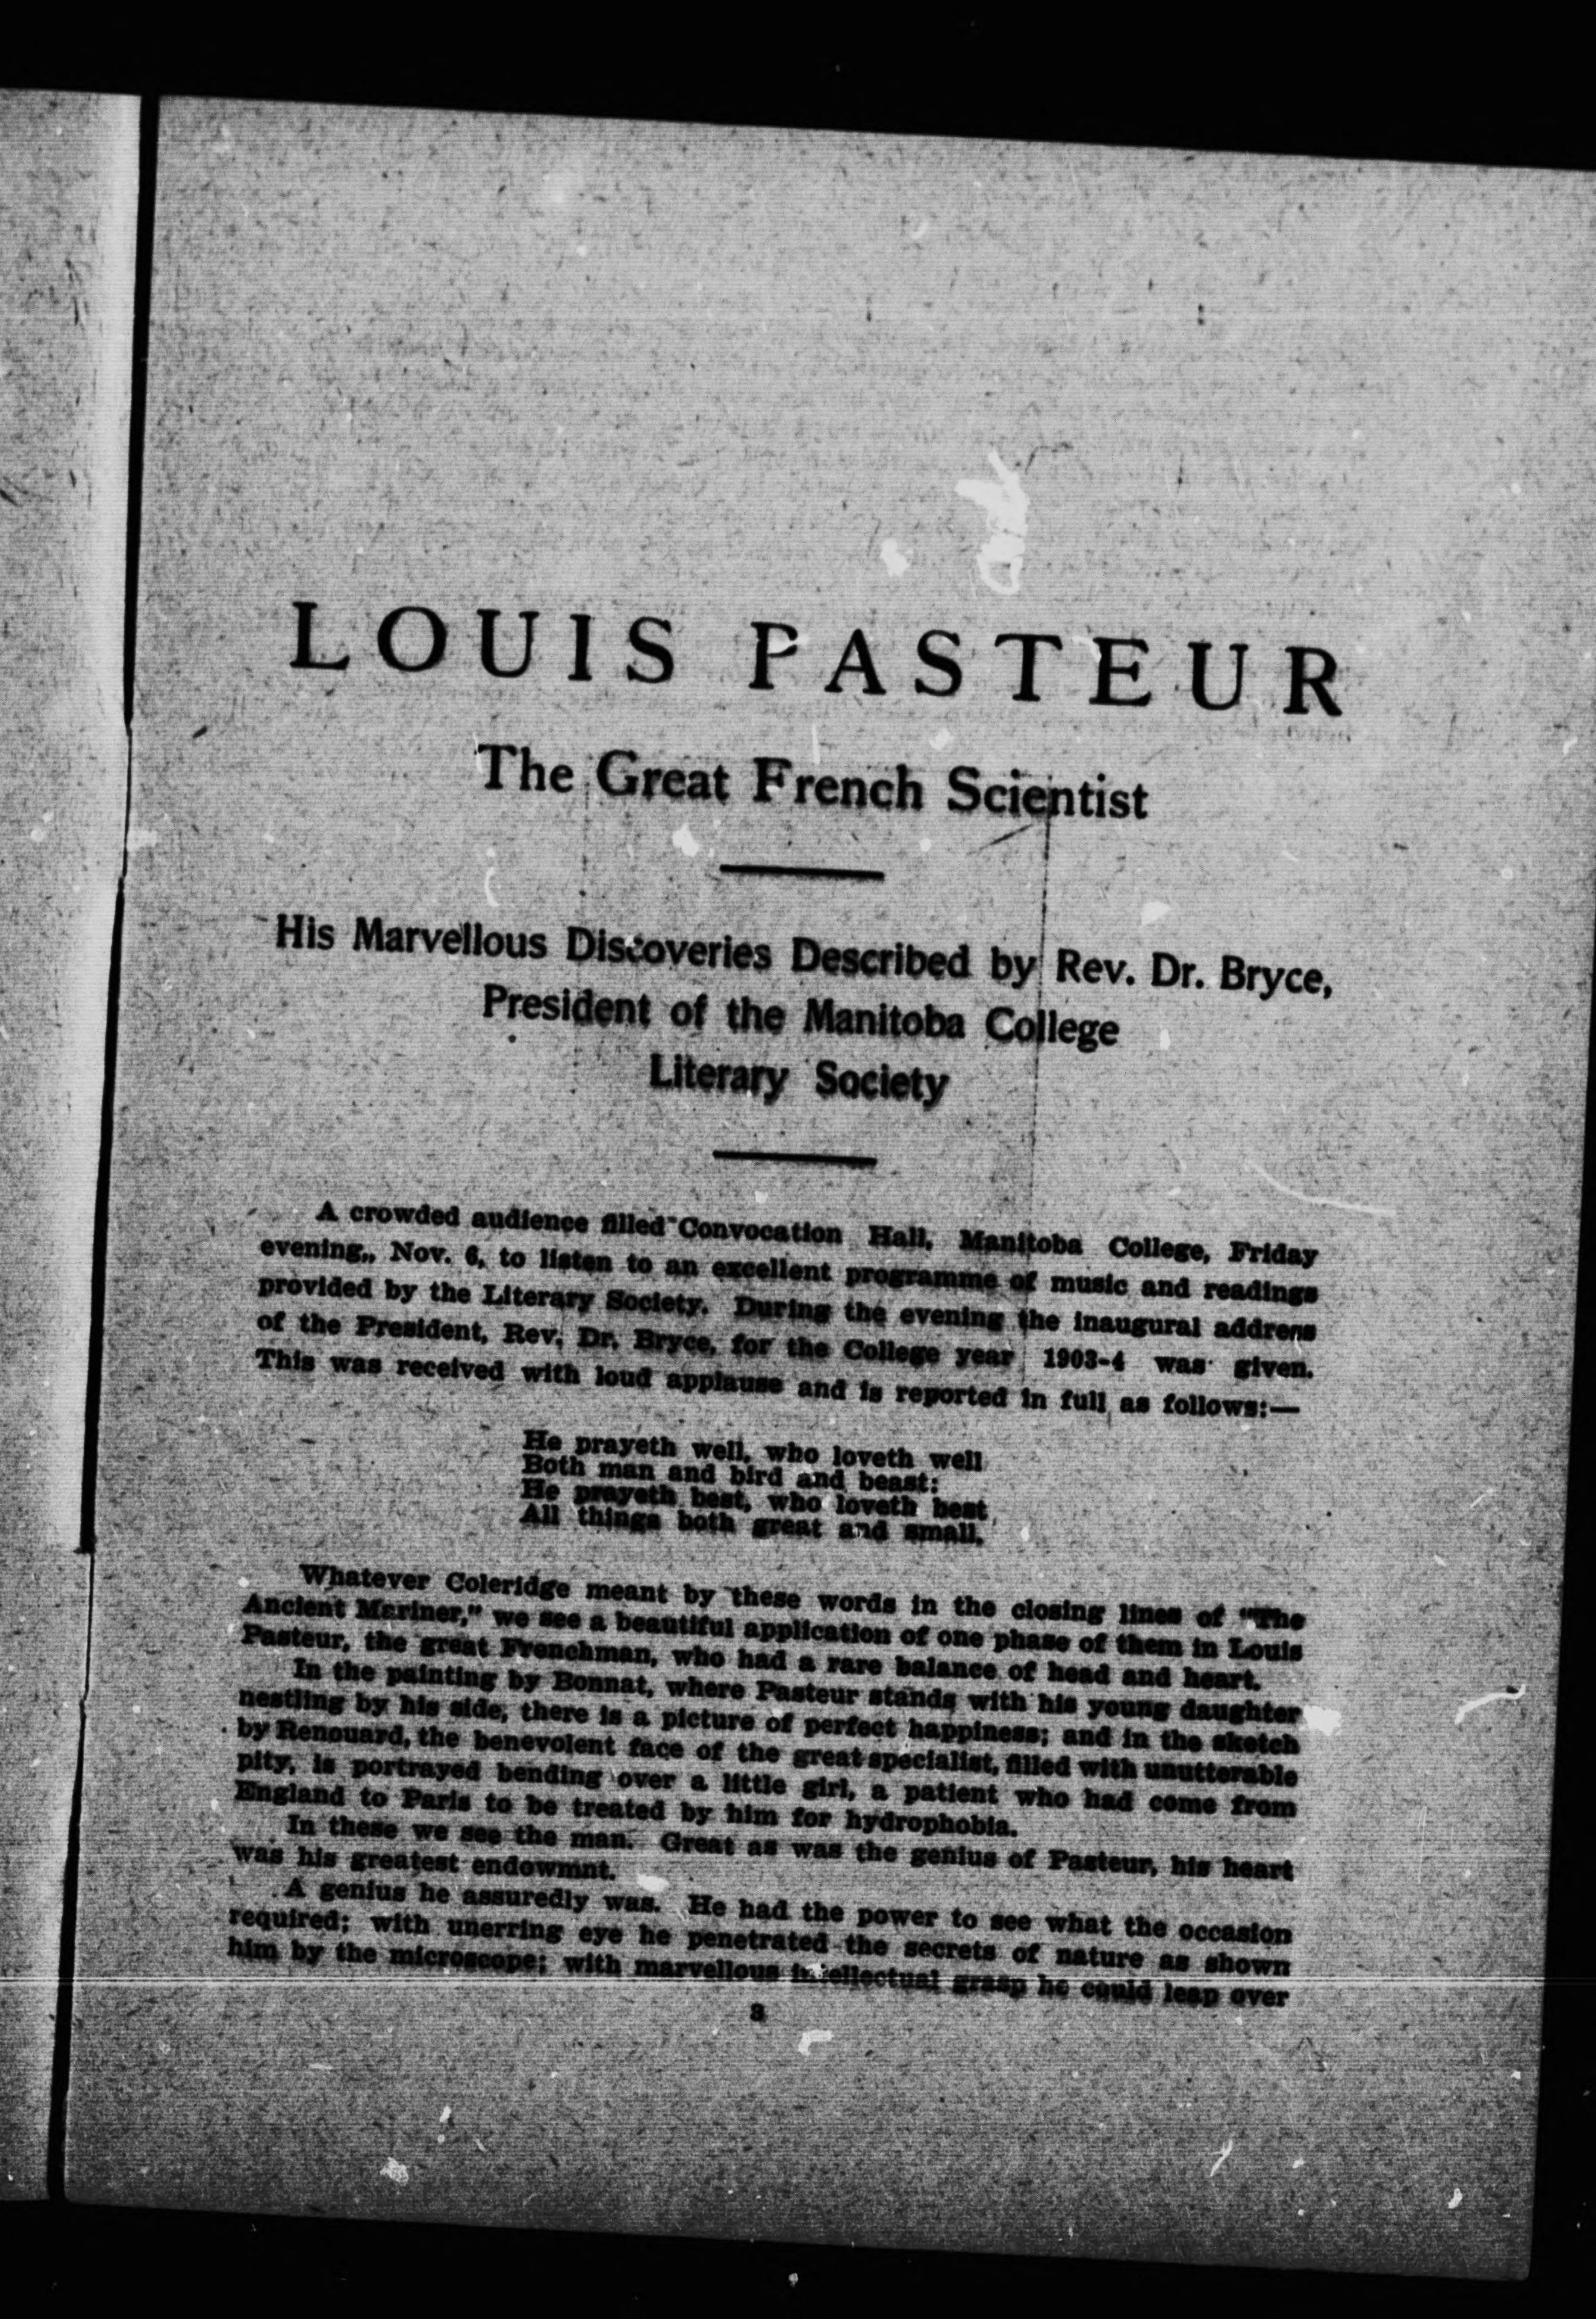 LOUIS PASTEUR
The Great French Scientist
His Marvellous Discoveries Described by Rev. Dr. Bryce,
President of the Manitoba College
Literary Society
A crowded audience filled Convocation Hall, Manitoba College, Friday
evening,, Nov. 6, to listen to an excellent programme of music and readings
provided by the Literary Society. During the evening the inaugural address
of the President, Rev. Dr. Bryce, for the College year 1903-4 was given.
This was received with loud applause and is reported in full as follows:—
He prayeth well, who loveth well
Both man and bird and beast:
He prayeth best, who loveth best
All things both great and small.
Whatever Coleridge meant by these words in the closing lines of "The
Ancient Mariner," we see a beautiful application of one phase of them in Louis
Pasteur, the great Frenchman, who had a rare balance of head and heart.
In the painting by Bonnat, where Pasteur stands with his young daughter
nestling by his side, there is a picture of perfect happiness; and in the sketch
by Renouard, the benevolent face of the great specialist, filled with unutterable
pity, is portrayed bending over a little girl, a patient who had come from
England to Paris to be treated by him for hydrophobia.
In these we see the man. Great as was the genius of Pasteur, his heart
was his greatest endowmnt.
A genius he assuredly was. He had the power to see what the occasion
required; with unerring eye he penetrated the secrets of nature as shown
him by the microscope; with marvellous intellectual grasp he could leap over
3